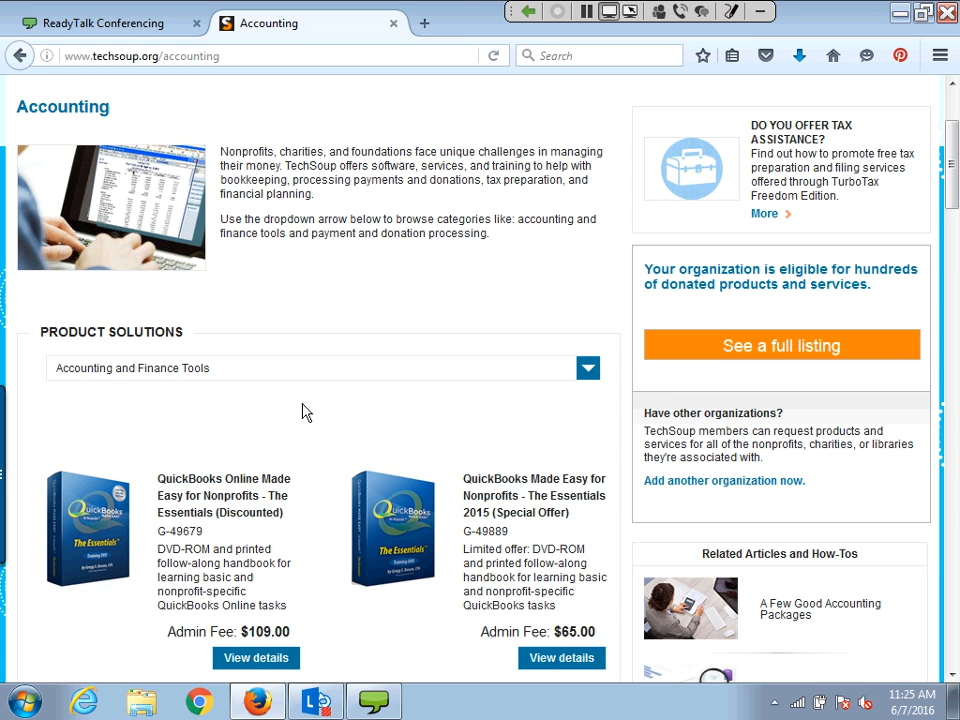 ReadyTalk Conferencing
Accounting
www.techsoup.org/accounting
Search
Accounting
Nonprofits, charities, and foundations face unique challenges in managing
their money. TechSoup offers software, services, and training to help with
bookkeeping, processing payments and donations, tax preparation, and
financial planning.
Use the dropdown arrow below to browse categories like: accounting and
finance tools and payment and donation processing.
DO YOU OFFER TAX
ASSISTANCE?
Find out how to promote free tax
preparation and filing services
offered through TurboTax
Freedom Edition.
More
Your organization is eligible for hundreds
of donated products and services.
See a full listing
Have other organizations?
TechSoup members can request products and
services for all of the nonprofits, charities, or libraries
they're associated with.
Add another organization now.
PRODUCT SOLUTIONS
Accounting and Finance Tools
QuickBooks
The Essentials
Training DVD
QuickBooks Online Made
Easy for Nonprofits - The
Essentials (Discounted)
G-49679
DVD-ROM and printed
follow-along handbook for
learning basic and
nonprofit-specific
QuickBooks Online tasks
Admin Fee: $109.00
View details
QuickBooks
The Essentials
Training DVD
QuickBooks Made Easy for
Nonprofits - The Essentials
2015 (Special Offer)
G-49889
Limited offer: DVD-ROM
and printed follow-along
handbook for learning basic
and nonprofit-specific
QuickBooks tasks
Admin Fee: $65.00
View details
Related Articles and How-Tos
A Few Good Accounting
Packages
11:25 AM
6/7/2016